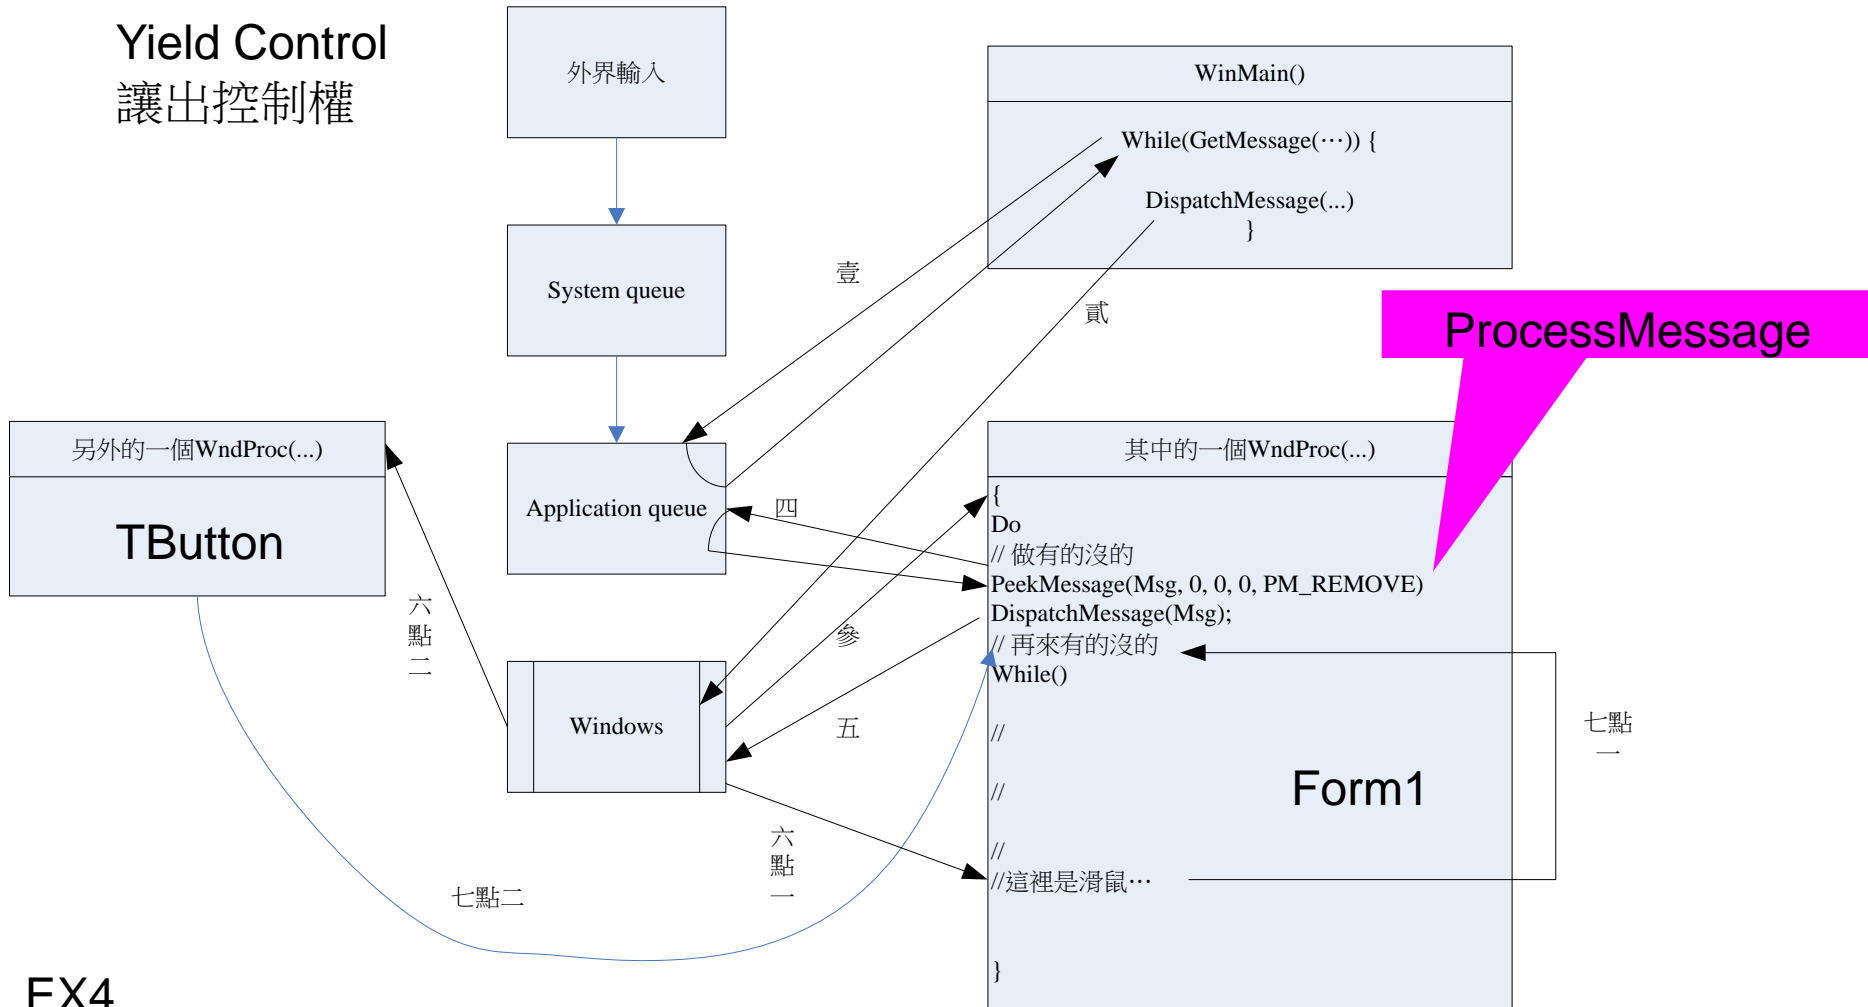 Yield Control
讓出控制權
外界輸入
System queue
Application queue
Windows
WinMain()
While(GetMessage(⋯)) {
DispatchMessage(...)
}
ProcessMessage
另外的一個WndProc(...)
TButton
其中的一個WndProc(...)
{
Do
// 做有的沒的
PeekMessage(Msg, 0, 0, 0, PM_REMOVE)
DispatchMessage(Msg);
// 再來有的沒的
While()
//
//
//
//這裡是滑鼠⋯
}
Form1
壹
貳
參
四
五
六點二
六點一
七點一
七點二
EX4